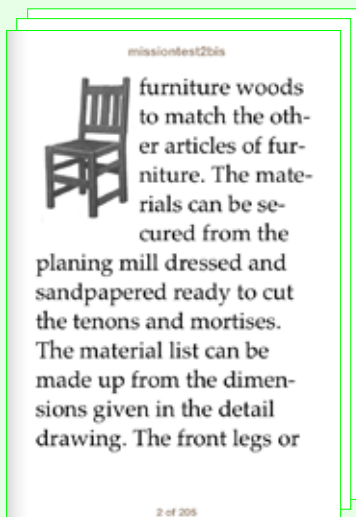 missiontest2bis
furniture woods
to match the oth-
er articles of fur-
niture. The mate-
rials can be se-
cured from the
planing mill dressed and
sandpapered ready to cut
the tenons and mortises.
The material list can be
made up from the dimen-
sions given in the detail
drawing. The front legs or
2 of 205